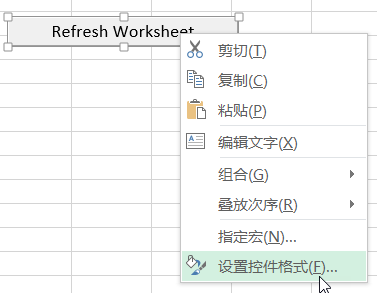 Refresh Worksheet
剪切(T)
复制(C)
粘贴(P)
编辑文字(X)
组合(G)
叠放次序(R)
指定宏(N)...
设置控件格式(F)...